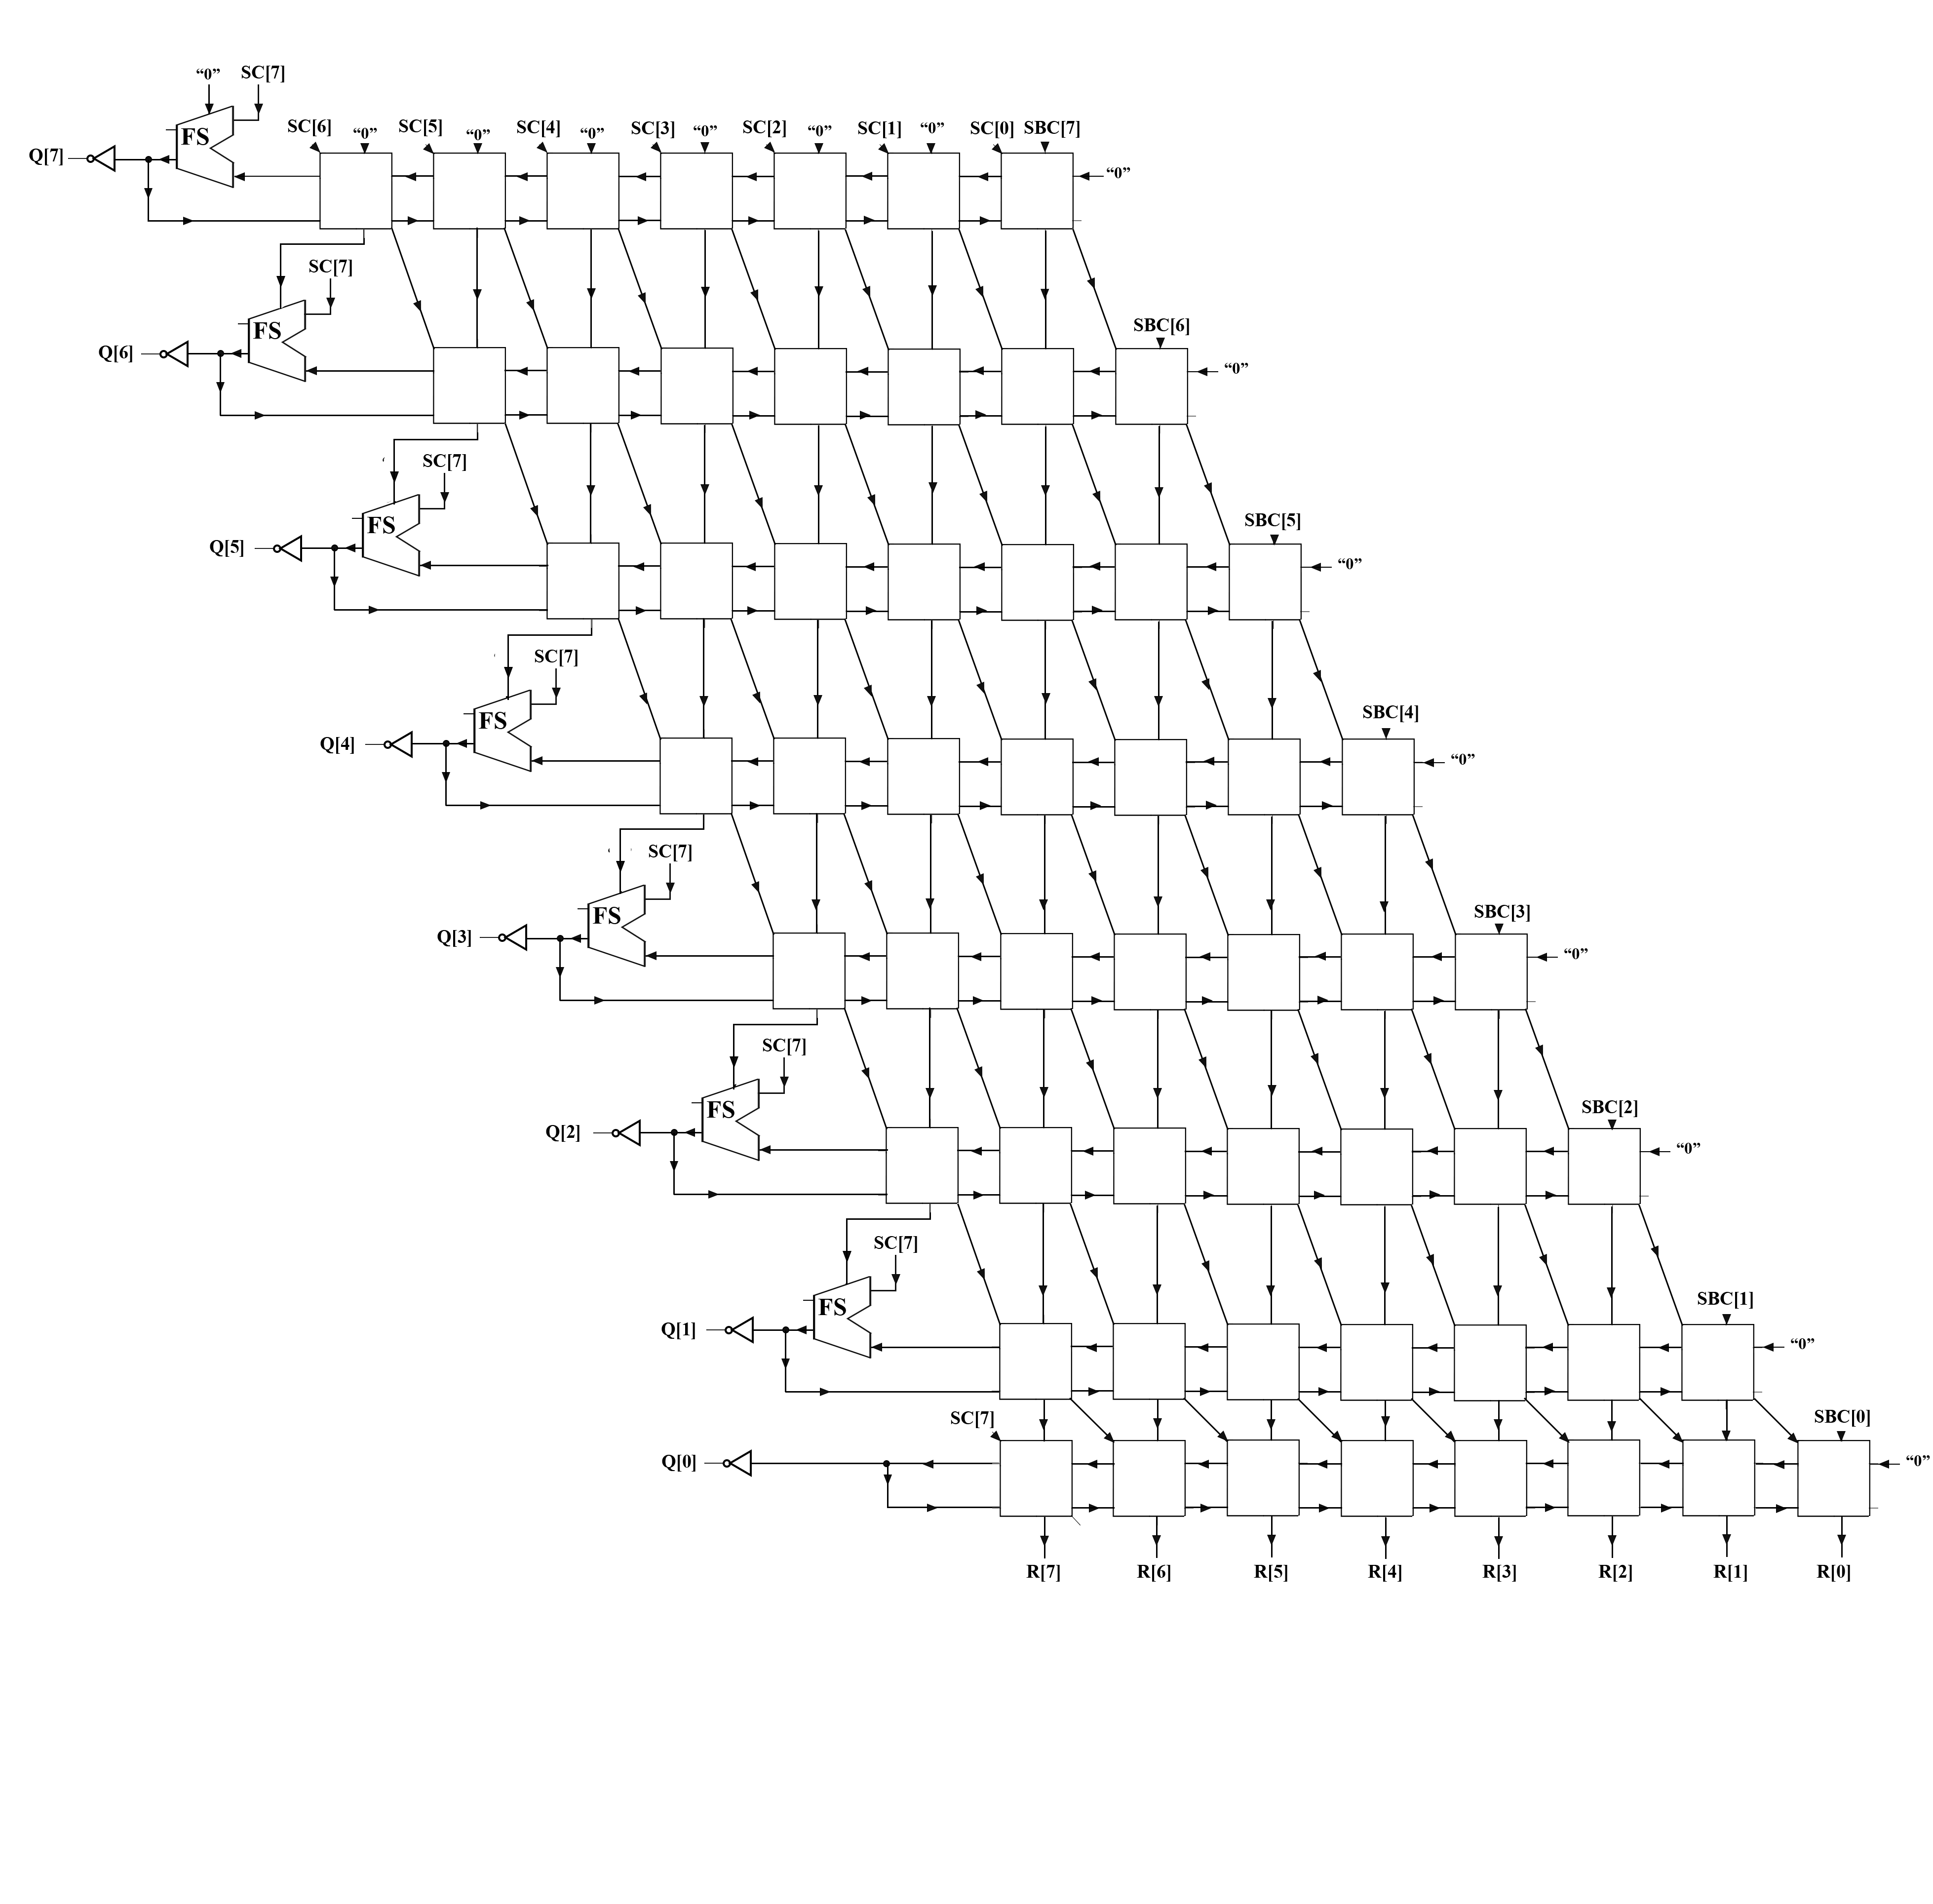 “0” SC[7]
FS
Q[7]
SC[6] “0” SC[5] “0” SC[4] “0” SC[3] “0” SC[2] “0” SC[1] “0” SC[0] SBC[7]
“0”
SC[7]
FS
Q[6]
SBC[6]
“0”
SC[7]
FS
Q[5]
SBC[5]
“0”
SC[7]
FS
Q[4]
SBC[4]
“0”
SC[7]
FS
Q[3]
SBC[3]
“0”
SC[7]
FS
Q[2]
SBC[2]
“0”
SC[7]
FS
Q[1]
SBC[1]
“0”
SC[7]
SBC[0]
Q[0]
“0”
R[7] R[6] R[5] R[4] R[3] R[2] R[1] R[0]